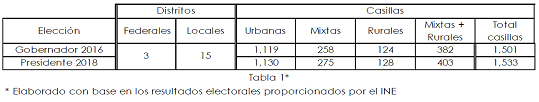 Distritos Casillas
Elección Federales Locales Urbanas Mixtas Rurales Mixtas + Rurales Total casillas
Gobernador 2016 3 15 1,119 258 124 382 1,501
Presidente 2018 1,130 275 128 403 1,533
Tabla 1*
* Elaborado con base en los resultados electorales proporcionados por el INE